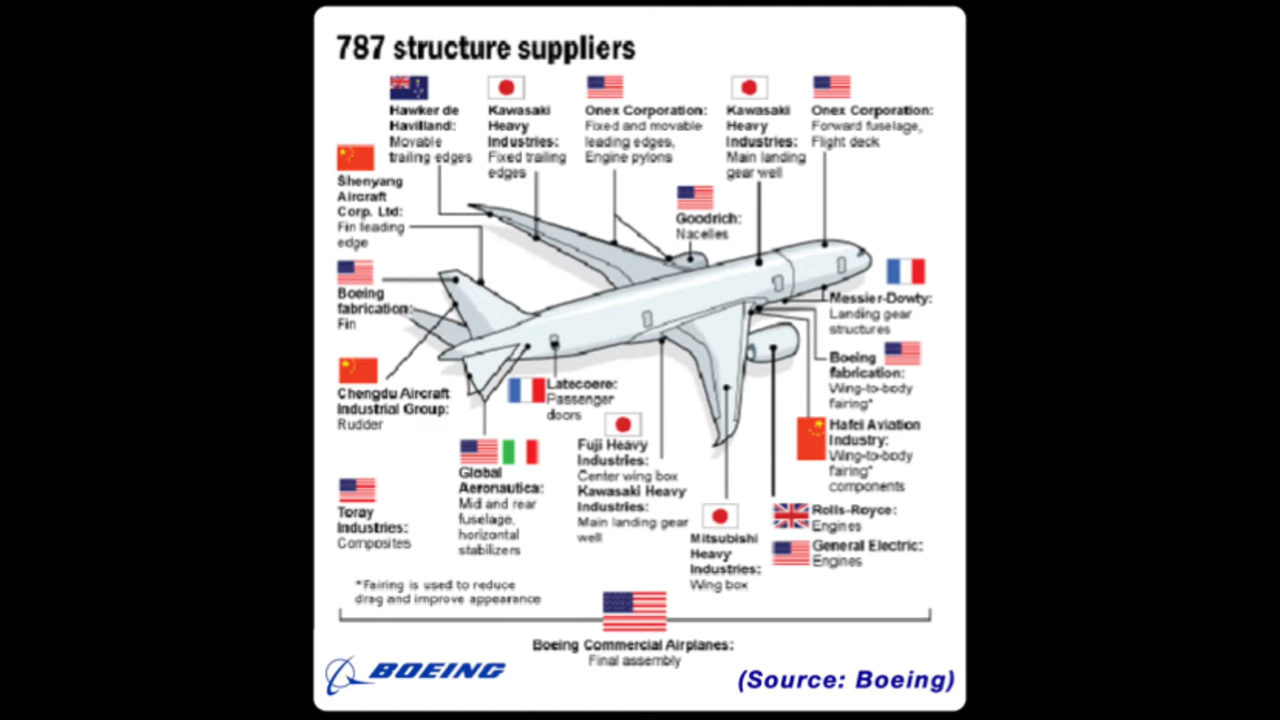 787 structure suppliers
Hawker de
Havilland:
Movable
trailing edges
Kawasaki
Heavy
Industries:
Fixed trailing
edges
Onex Corporation:
Fixed and movable
leading edges,
Engine pylons
Kawasaki
Heavy
Industries:
Main landing
gear well
Onex Corporation:
Forward fuselage,
Flight deck
Shenyang
Aircraft
Corp. Ltd:
Fin leading
edge
Goodrich:
Nacelles
Boeing
fabrication:
Fin
Messier-Dowty:
Landing gear
structures
Boeing
fabrication:
Wing-to-body
fairing*
Chengdu Aircraft
Industrial Group:
Rudder
Latecoere:
Passenger
doors
Hafei Aviation
Industry:
Wing-to-body
fairing*
components
Global
Aeronautica:
Mid and rear
fuselage,
horizontal
stabilizers
Fuji Heavy
Industries:
Center wing box
Kawasaki Heavy
Industries:
Main landing gear
well
Toray
Industries:
Composites
Mitsubishi
Heavy
Industries:
Wing box
Rolls-Royce:
Engines
General Electric:
Engines
*Fairing is used to reduce
drag and improve appearance
Boeing Commercial Airplanes:
Final assembly
BOEING
(Source: Boeing)